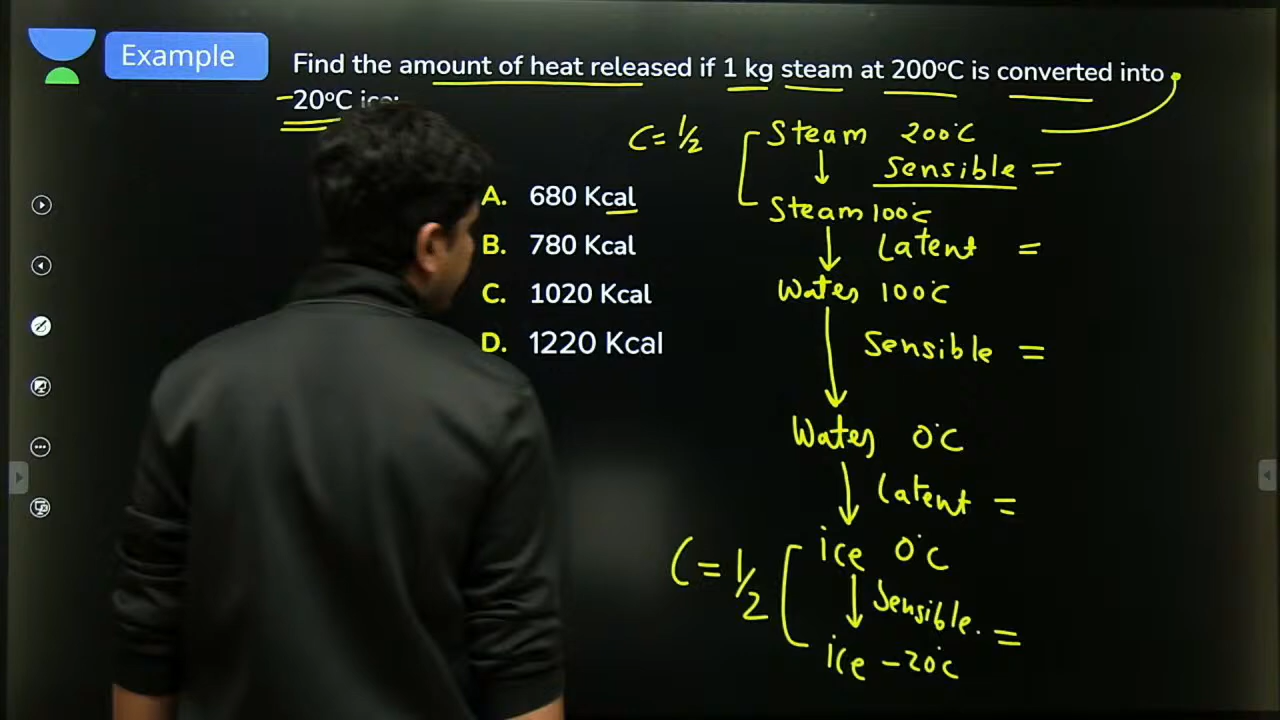 Example
Find the amount of heat released if 1 kg steam at 200°C is converted into
-20°C ice:
C = 1/2
Steam 200°C
Sensible =
A. 680 Kcal
Steam 100°C
B. 780 Kcal
Latent =
C. 1020 Kcal
Water 100°C
D. 1220 Kcal
Sensible =
Water 0°C
Latent =
ice 0°C
C = 1/2
Sensible. =
ice -20°C